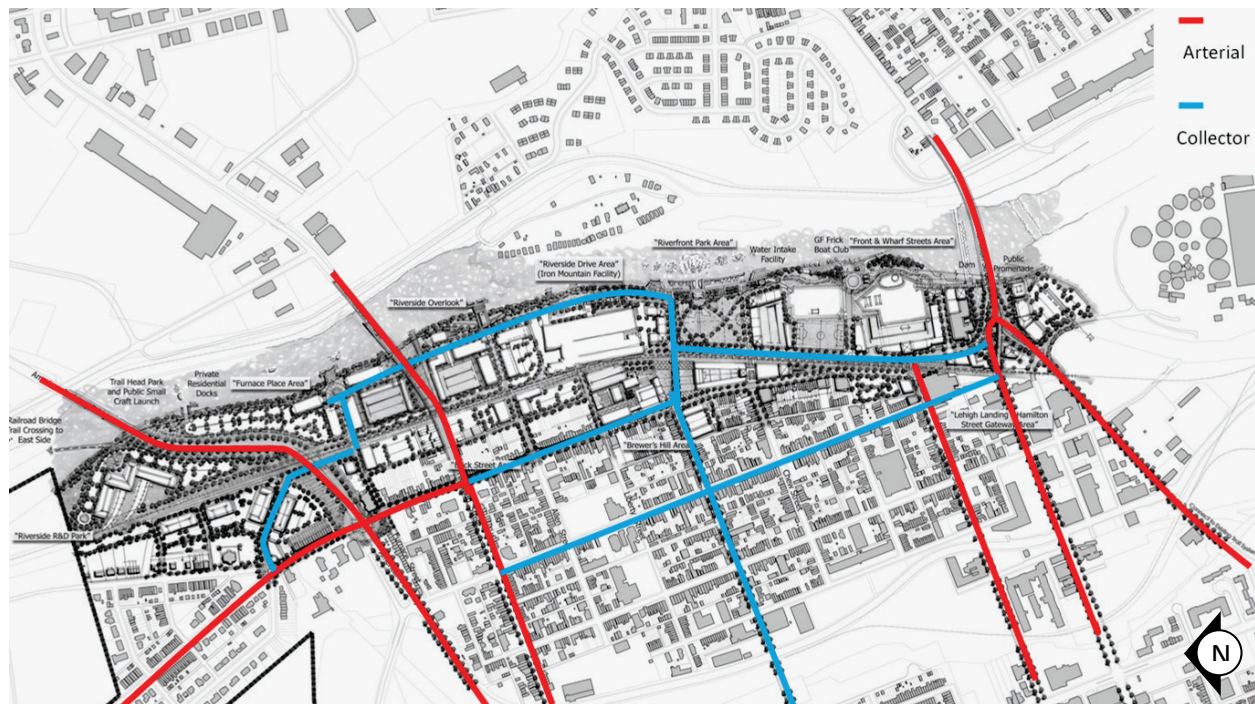 Arterial
Collector
"Riverfront Park Area"
Water Intake
Facility
GF Frick
Boat Club
"Front & Wharf Streets Area"
Dam
Public
Promenade
"Riverside Drive Area"
(Iron Mountain Facility)
"Riverside Overlook"
"Furnace Place Area"
Private
Residential
Docks
Trail Head Park
and Public Small
Craft Launch
Railroad Bridge
Trail Crossing to
East Side
"Lehigh Landing / Hamilton
Street Gateway Area"
"Brewer's Hill Area"
"Riverside R&D Park"
N